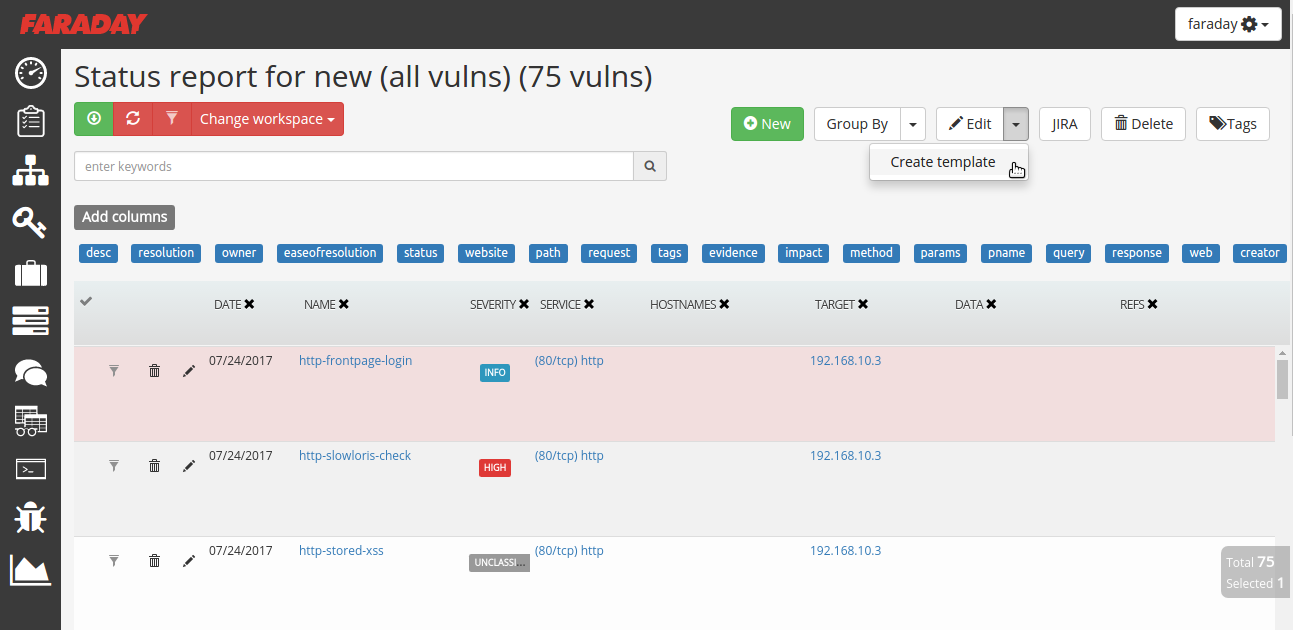 FARADAY
faraday
Status report for new (all vulns) (75 vulns)
Change workspace
New
Group By
Edit
JIRA
Delete
Tags
Create template
enter keywords
Add columns
desc resolution owner easeofresolution status website path request tags evidence impact method params pname query response web creator
DATE NAME SEVERITY SERVICE HOSTNAMES TARGET DATA REFS
07/24/2017 http-frontpage-login INFO (80/tcp) http 192.168.10.3
07/24/2017 http-slowloris-check HIGH (80/tcp) http 192.168.10.3
07/24/2017 http-stored-xss UNCLASSI... (80/tcp) http 192.168.10.3
Total 75
Selected 1